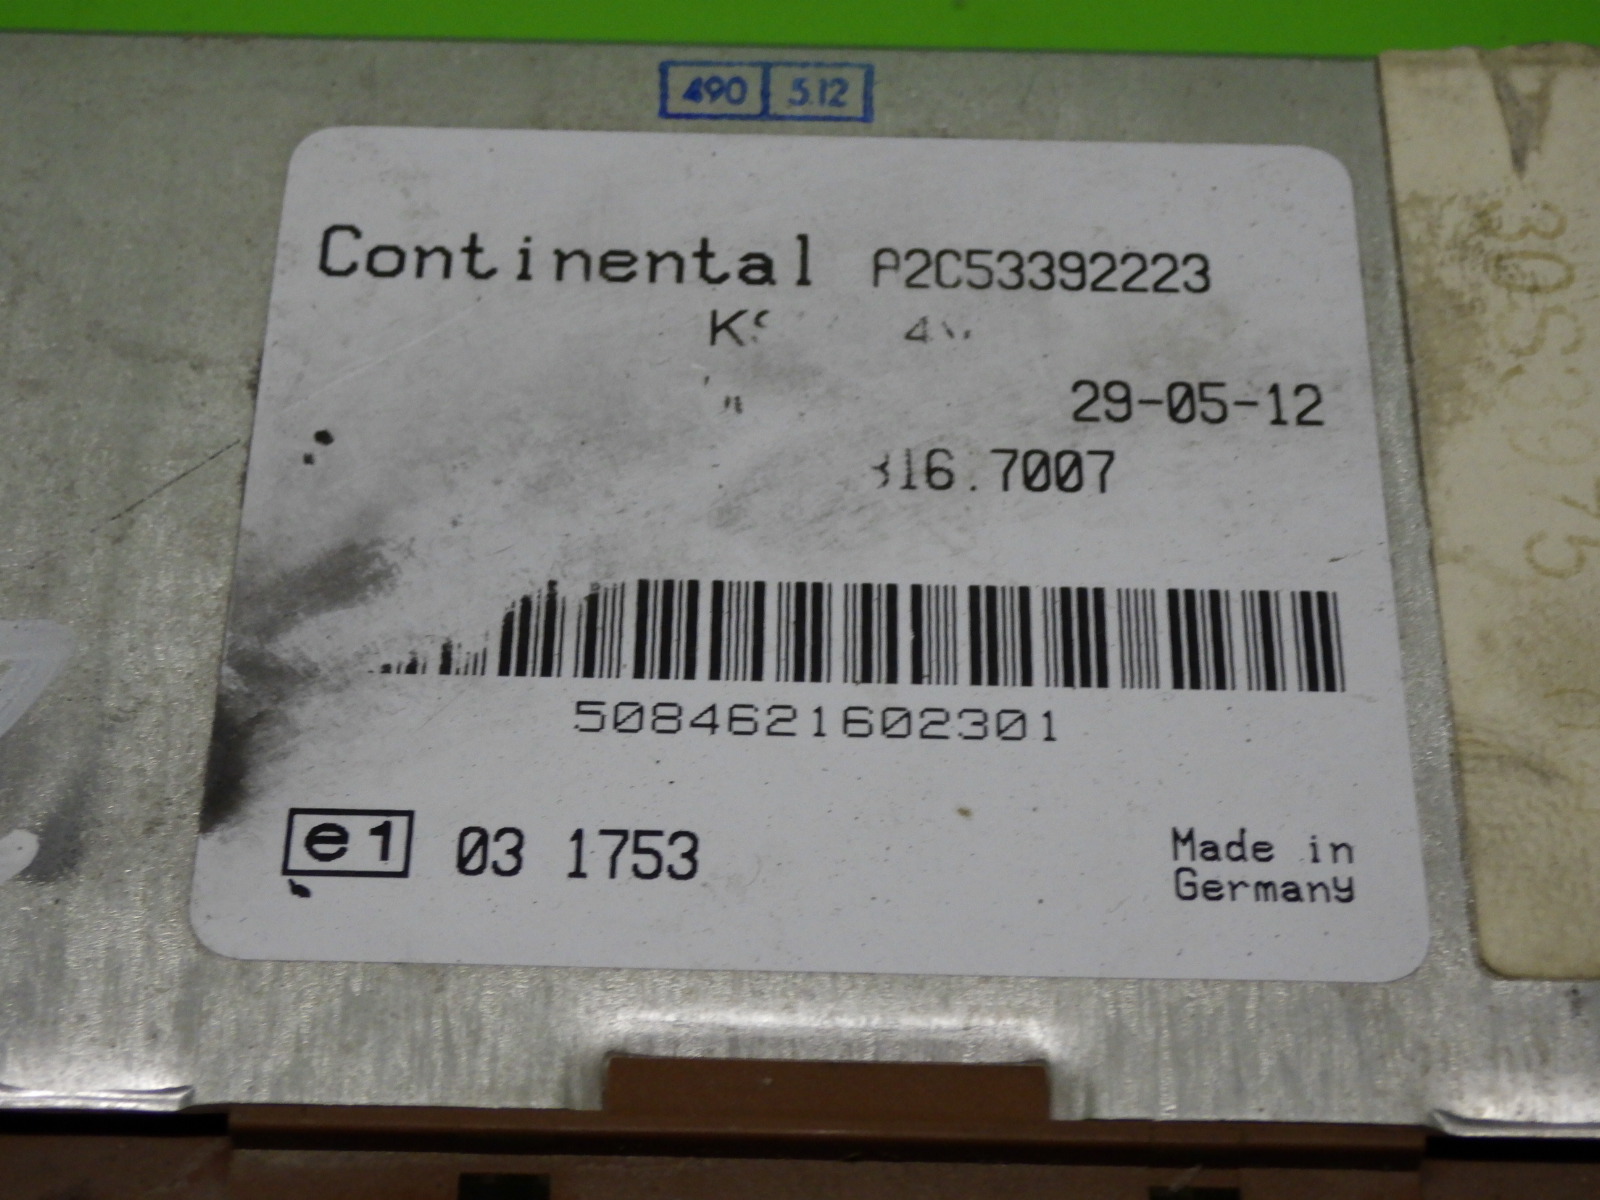 490 5.12
Continental A2C53392223
29-05-12
16.7007
5084621602301
e1 03 1753
Made in
Germany